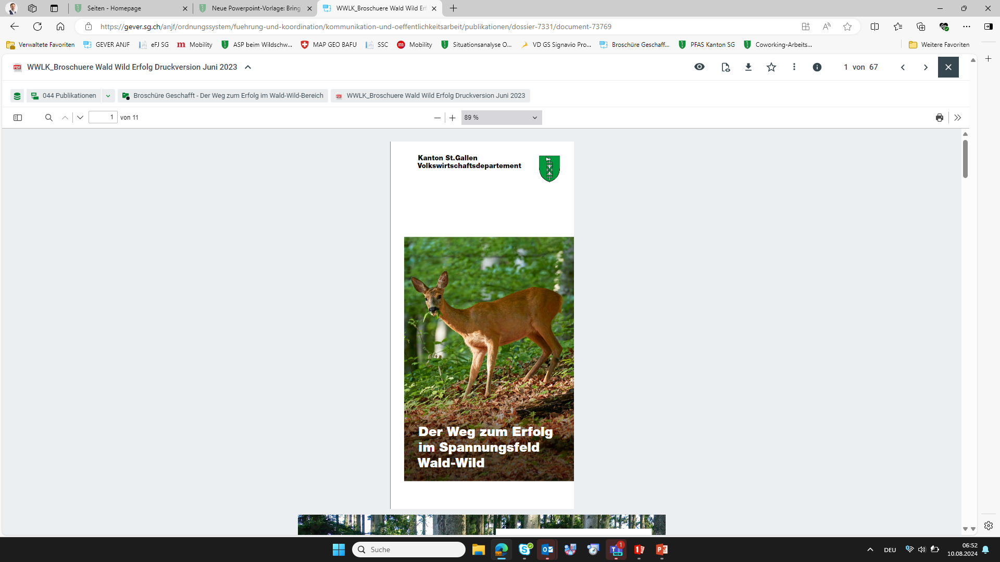 Seiten - Homepage
Neue Powerpoint-Vorlage: Bring
WWLK_Broschuere Wald Wild Erf
https://gever.sg.ch/anjf/ordnungssystem/fuehrung-und-koordination/kommunikation-und-oeffentlichkeitsarbeit/publikationen/dossier-7331/document-73769
Verwaltete Favoriten
GEVER ANJF
eFJ SG
Mobility
ASP beim Wildschw...
MAP GEO BAFU
SSC
Mobility
Situationsanalyse O...
VD GS Signavio Pro...
Broschüre Geschaff...
PFAS Kanton SG
Coworking-Arbeits...
Weitere Favoriten
WWLK_Broschuere Wald Wild Erfolg Druckversion Juni 2023
1 von 67
044 Publikationen
Broschüre Geschafft - Der Weg zum Erfolg im Wald-Wild-Bereich
WWLK_Broschuere Wald Wild Erfolg Druckversion Juni 2023
1 von 11
89 %
Kanton St.Gallen
Volkswirtschaftsdepartement
Der Weg zum Erfolg
im Spannungsfeld
Wald-Wild
Suche
1
NEW
DEU
06:52
10.08.2024